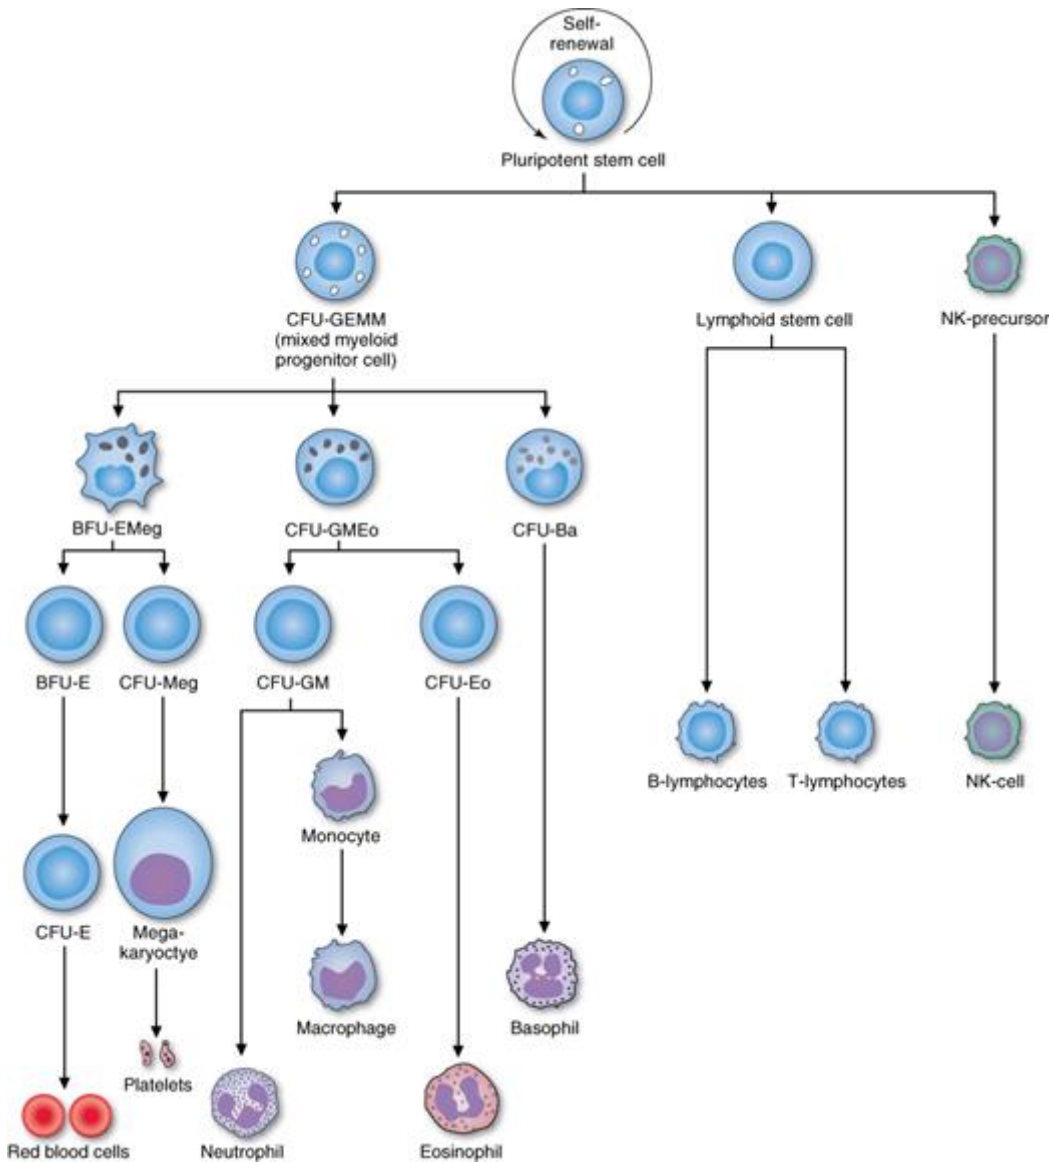 Self-
renewal
Pluripotent stem cell
CFU-GEMM
(mixed myeloid
progenitor cell)
Lymphoid stem cell
NK-precursor
BFU-EMeg
CFU-GMEo
CFU-Ba
BFU-E
CFU-Meg
CFU-GM
CFU-Eo
B-lymphocytes
T-lymphocytes
NK-cell
Monocyte
CFU-E
Mega-
karyoctye
Macrophage
Basophil
Platelets
Red blood cells
Neutrophil
Eosinophil